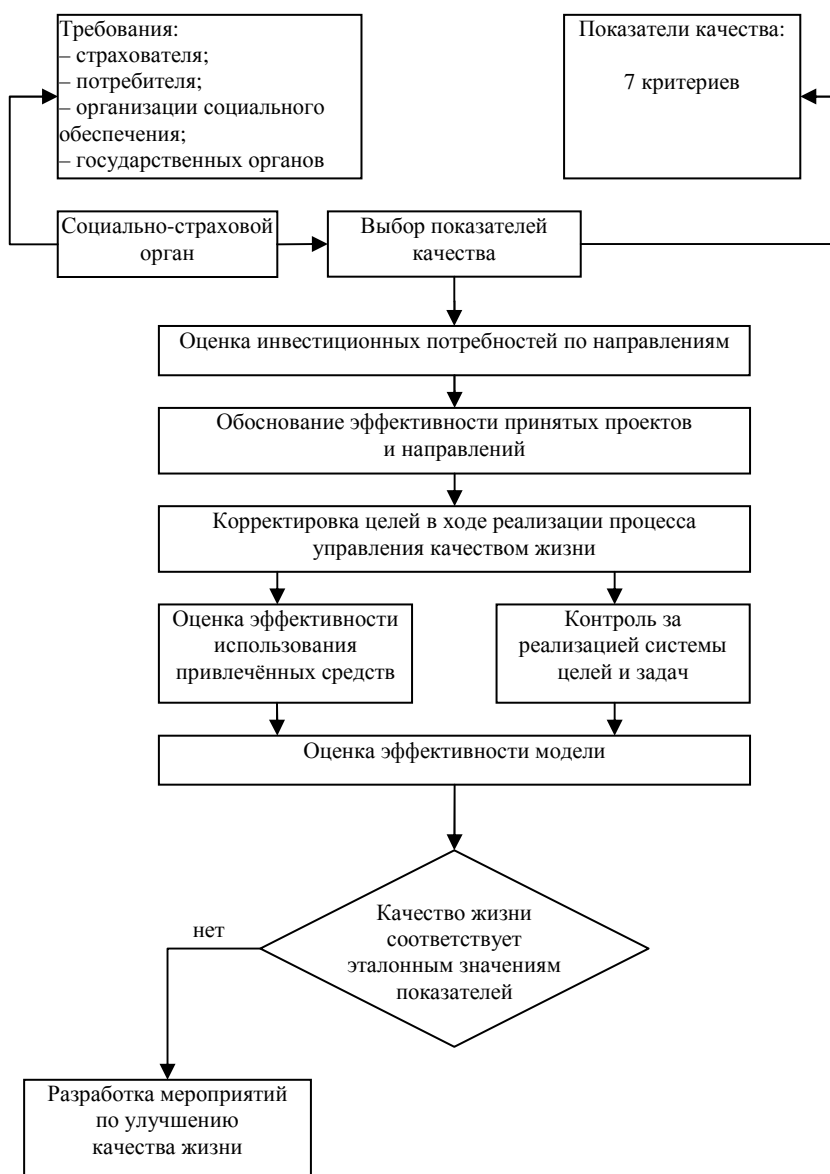 Требования:
– страхователя;
– потребителя;
– организации социального
обеспечения;
– государственных органов
Показатели качества:
7 критериев
Социально-страховой
орган
Выбор показателей
качества
Оценка инвестиционных потребностей по направлениям
Обоснование эффективности принятых проектов
и направлений
Корректировка целей в ходе реализации процесса
управления качеством жизни
Оценка эффективности
использования
привлечённых средств
Контроль за
реализацией системы
целей и задач
Оценка эффективности модели
Качество жизни
соответствует
эталонным значениям
показателей
нет
Разработка мероприятий
по улучшению
качества жизни